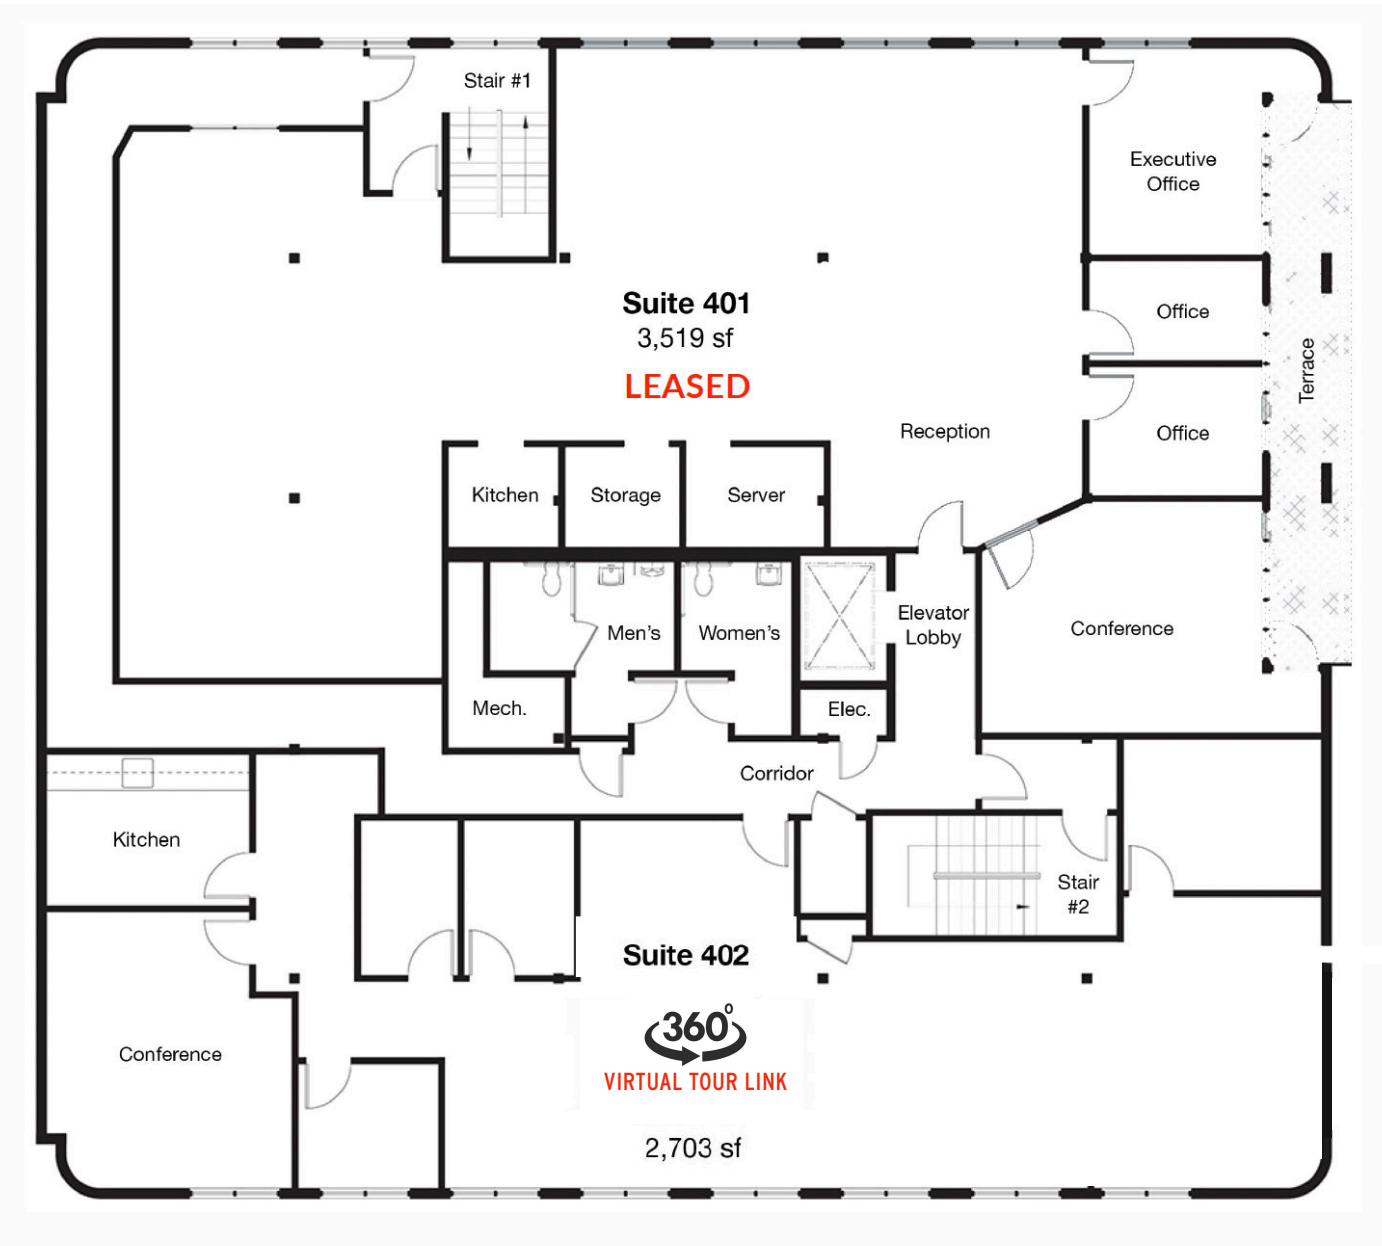 Stair #1
Executive
Office
Suite 401
3,519 sf
LEASED
Office
Terrace
Reception
Office
Kitchen
Storage
Server
Elevator
Lobby
Conference
Men's
Women's
Mech.
Elec.
Corridor
Kitchen
Stair
#2
Suite 402
360°
VIRTUAL TOUR LINK
Conference
2,703 sf